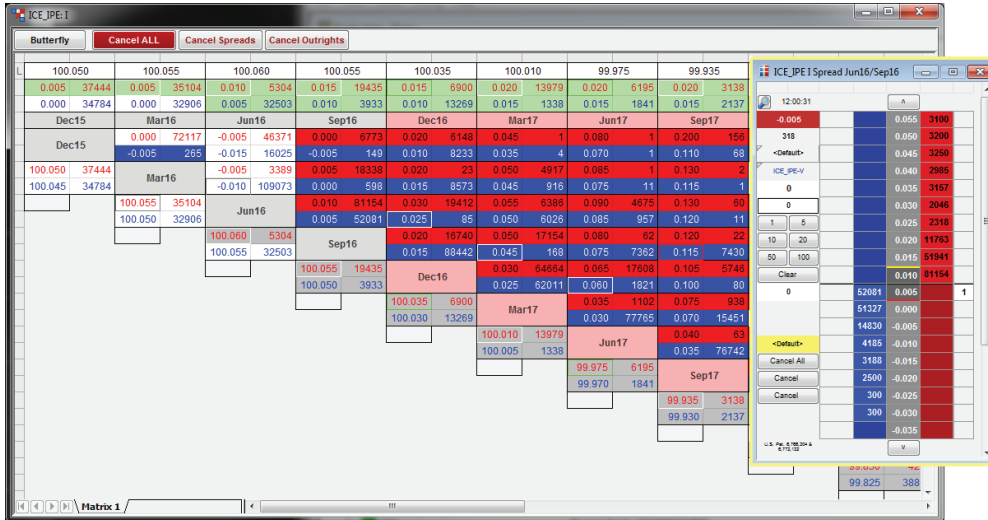 ICE_IPE: I
Butterfly Cancel ALL Cancel Spreads Cancel Outrights
L 100.050 100.055 100.060 100.055 100.035 100.010 99.975 99.935
0.005 37444 0.005 35104 0.010 5304 0.015 19435 0.015 6900 0.020 13979 0.020 6195 0.020 3138
0.000 34784 0.000 32906 0.005 32503 0.010 3933 0.010 13269 0.015 1338 0.015 1841 0.015 2137
Dec15 Mar16 Jun16 Sep16 Dec16 Mar17 Jun17 Sep17
Dec15 0.000 72117 -0.005 46371 0.000 6773 0.020 6148 0.045 1 0.080 1 0.200 156
-0.005 265 -0.015 16025 -0.005 149 0.010 8233 0.035 4 0.070 1 0.110 68
100.050 37444 Mar16 -0.005 3389 0.005 18338 0.020 23 0.050 4917 0.085 1 0.130 2
100.045 34784 -0.010 109073 0.000 598 0.015 8573 0.045 916 0.075 11 0.115 1
100.055 35104 Jun16 0.010 81154 0.030 19412 0.055 6386 0.090 4675 0.130 60
100.050 32906 0.005 52081 0.025 85 0.050 6026 0.085 957 0.120 11
100.060 5304 Sep16 0.020 16740 0.050 17154 0.080 62 0.120 22
100.055 32503 0.015 88442 0.045 168 0.075 7362 0.115 7430
100.055 19435 Dec16 0.030 64664 0.065 17608 0.105 5746
100.050 3933 0.025 62011 0.060 1821 0.100 80
100.035 6900 Mar17 0.035 1102 0.075 938
100.030 13269 0.030 77765 0.070 15451
100.010 13979 Jun17 0.040 63
100.005 1338 0.035 76742
99.975 6195 Sep17
99.970 1841
99.935 3138
99.930 2137
99.825 388
Matrix 1
ICE_IPE I Spread Jun16/Sep16
12:00:31
-0.005 0.055 3100
318 0.050 3200
<Default> 0.045 3250
ICE_IPE-V 0.040 2985
0 0.035 3157
0 0.030 2046
1 5 0.025 2318
10 20 0.020 11763
50 100 0.015 51941
Clear 0.010 81154
0 52081 0.005 1
51327 0.000
14830 -0.005
<Default> 4185 -0.010
Cancel All 3188 -0.015
Cancel 2500 -0.020
Cancel 300 -0.025
300 -0.030
-0.035
U.S. Pat. 6,766,304 &
6,772,132